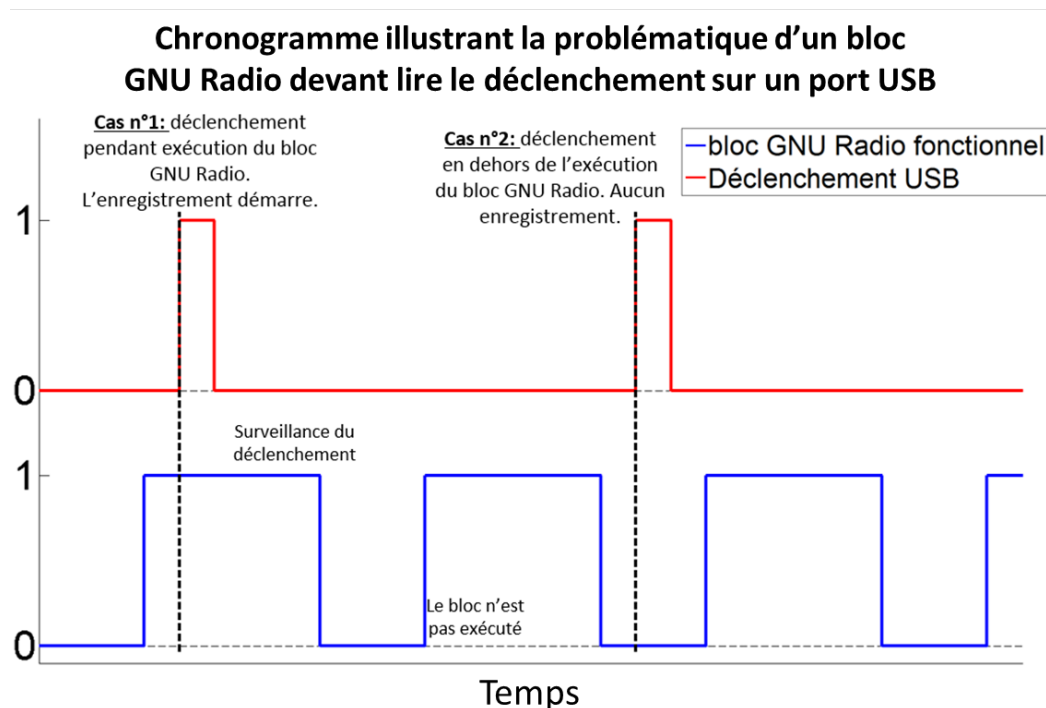 Chronogramme illustrant la problématique d’un bloc
GNU Radio devant lire le déclenchement sur un port USB
Cas n°1: déclenchement
pendant exécution du bloc
GNU Radio.
L’enregistrement démarre.
Cas n°2: déclenchement
en dehors de l’exécution
du bloc GNU Radio. Aucun
enregistrement.
bloc GNU Radio fonctionnel
Déclenchement USB
1
0
Surveillance du
déclenchement
1
Le bloc n’est
pas exécuté
0
Temps